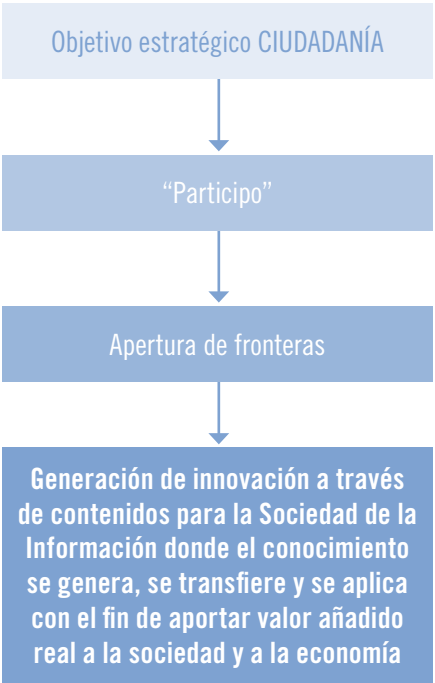 Objetivo estratégico CIUDADANÍA
“Participo”
Apertura de fronteras
Generación de innovación a través
de contenidos para la Sociedad de la
Información donde el conocimiento
se genera, se transfiere y se aplica
con el fin de aportar valor añadido
real a la sociedad y a la economía